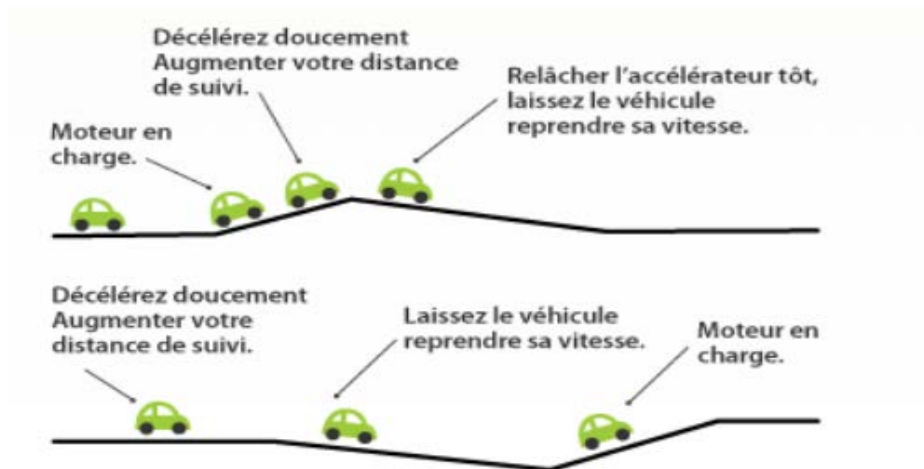 Décélérez doucement
Augmenter votre distance
de suivi.
Relâcher l'accélérateur tôt,
laissez le véhicule
reprendre sa vitesse.
Moteur en
charge.
Décélérez doucement
Augmenter votre
distance de suivi.
Laissez le véhicule
reprendre sa vitesse.
Moteur en
charge.